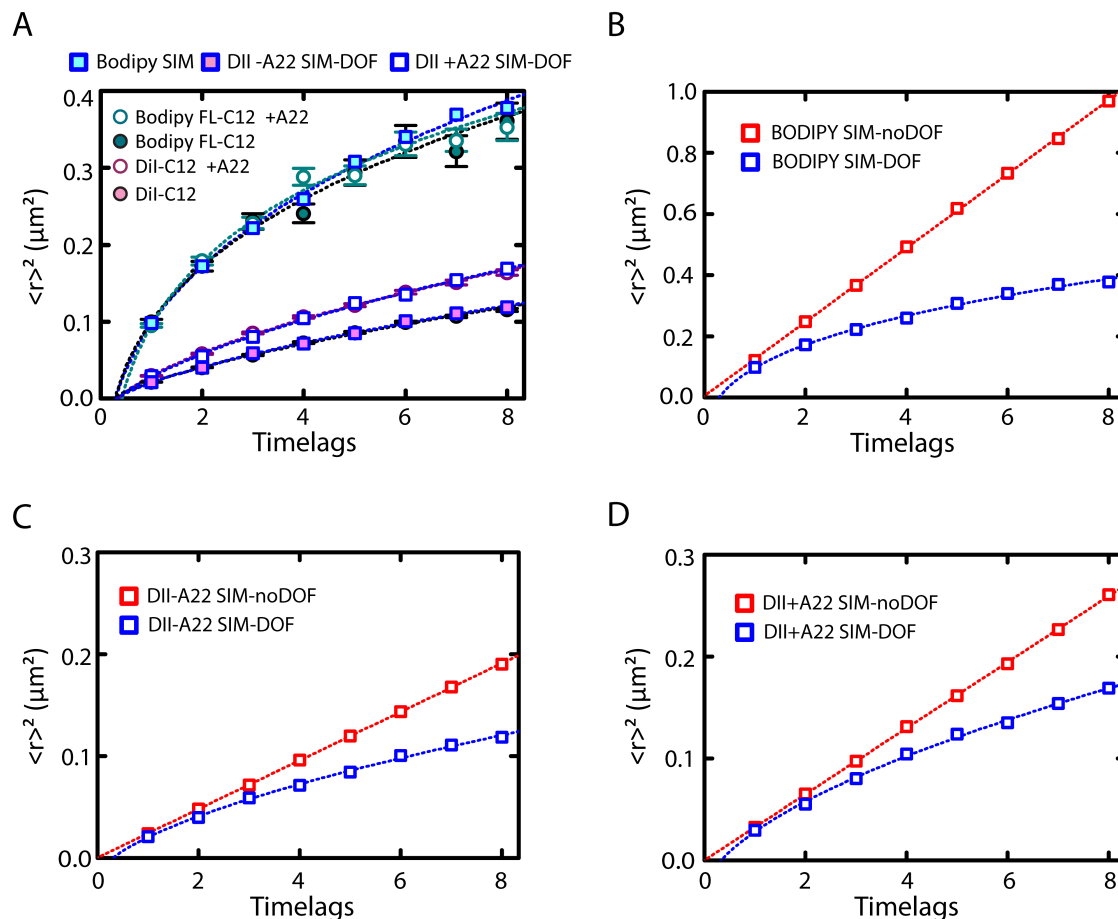 A
Bodipy SIM DII -A22 SIM-DOF DII +A22 SIM-DOF
0.4
Bodipy FL-C12 +A22
Bodipy FL-C12
DiI-C12 +A22
DiI-C12
0.3
0.2
0.1
0.0
<r>² (µm²)
0 2 4 6 8
Timelags
B
1.0
BODIPY SIM-noDOF
BODIPY SIM-DOF
0.8
0.6
0.4
0.2
0.0
<r>² (µm²)
0 2 4 6 8
Timelags
C
0.3
DII-A22 SIM-noDOF
DII-A22 SIM-DOF
0.2
0.1
0.0
<r>² (µm²)
0 2 4 6 8
Timelags
D
0.3
DII+A22 SIM-noDOF
DII+A22 SIM-DOF
0.2
0.1
0.0
<r>² (µm²)
0 2 4 6 8
Timelags